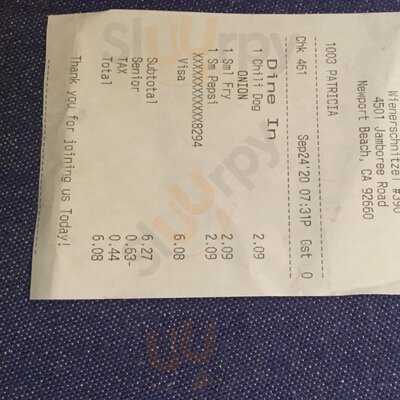 Wienerschnitzel #390
4501 Jamboree Road
Newport Beach, CA 92660
1003 PATRICIA
Chk 461 Sep24'20 07:31P Gst 0
Dine In
1 Chili Dog 2.09
ONION
1 Sml Fry 2.09
1 Sm Pepsi 2.09
XXXXXXXXXXXX8294
Visa 6.08
Subtotal 6.27
Senior 0.63-
TAX 0.44
Total 6.08
Thank you for joining us Today!